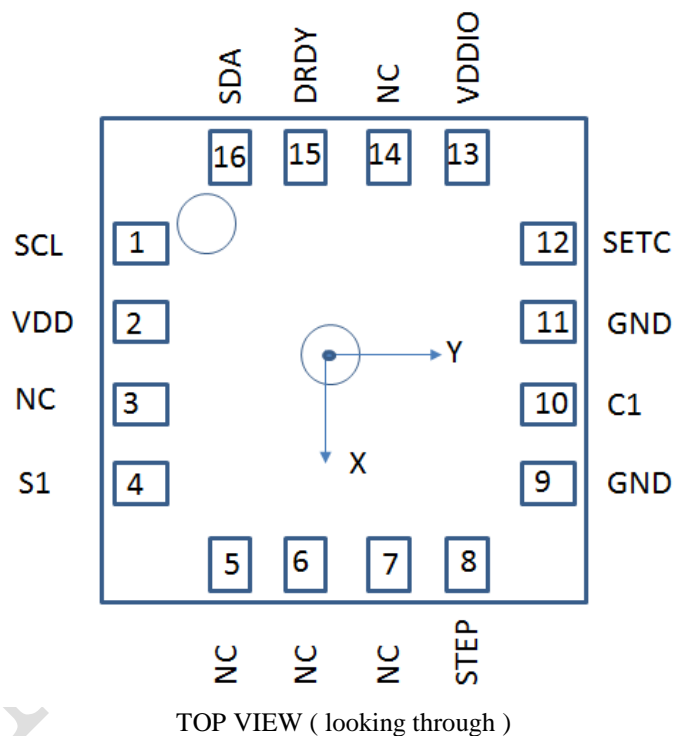 SDA DRDY NC VDDIO
16 15 14 13
SCL 1 12 SETC
VDD 2 11 GND
Y
NC 3 10 C1
X
S1 4 9 GND
5 6 7 8
NC NC NC STEP
TOP VIEW ( looking through )